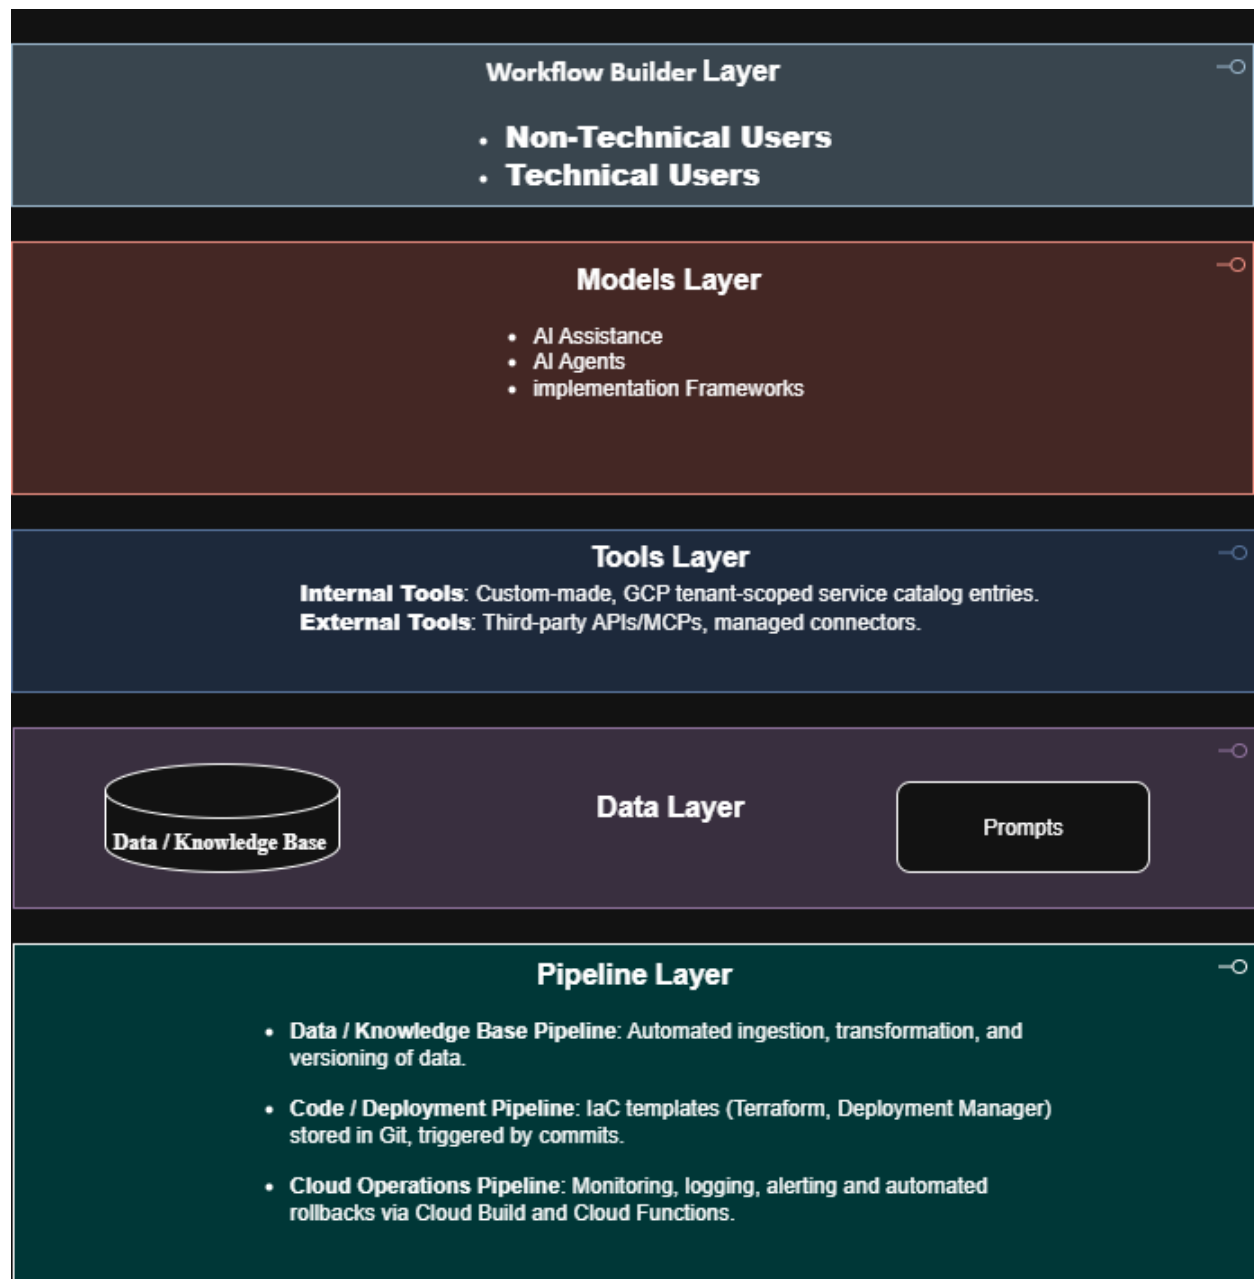 Workflow Builder Layer
Non-Technical Users
Technical Users
Models Layer
AI Assistance
AI Agents
implementation Frameworks
Tools Layer
Internal Tools: Custom-made, GCP tenant-scoped service catalog entries.
External Tools: Third-party APIs/MCPs, managed connectors.
Data / Knowledge Base
Data Layer
Prompts
Pipeline Layer
Data / Knowledge Base Pipeline: Automated ingestion, transformation, and
versioning of data.
Code / Deployment Pipeline: IaC templates (Terraform, Deployment Manager)
stored in Git, triggered by commits.
Cloud Operations Pipeline: Monitoring, logging, alerting and automated
rollbacks via Cloud Build and Cloud Functions.